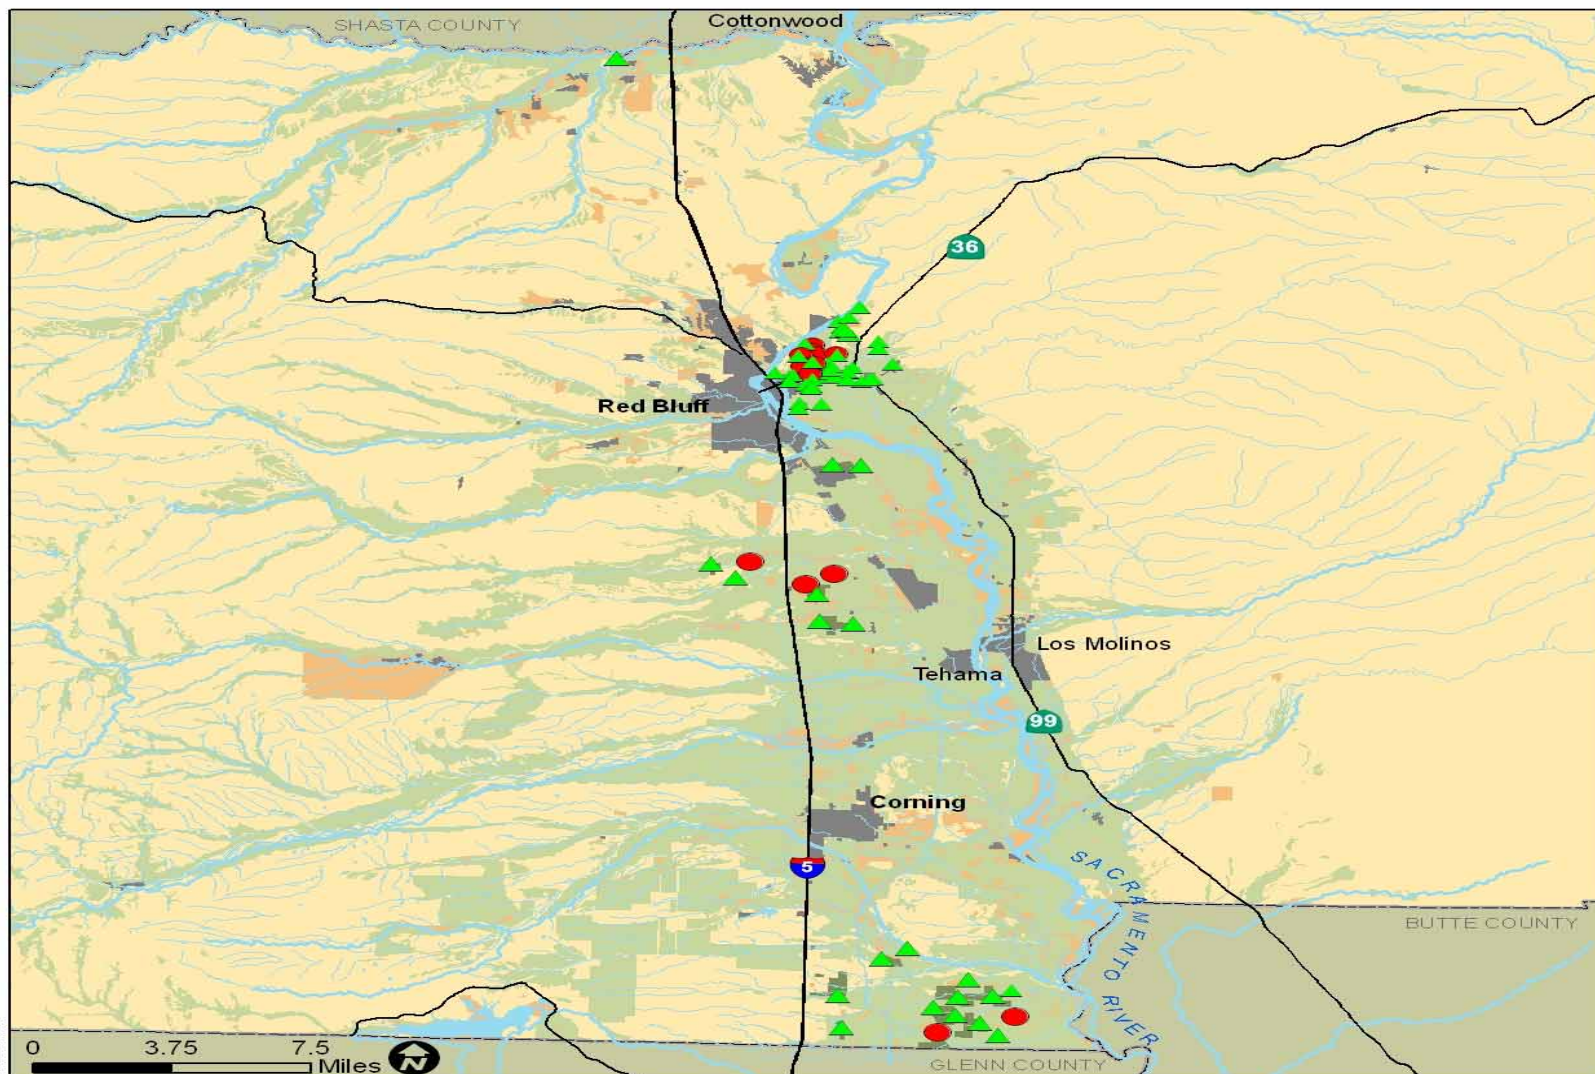 SHASTA COUNTY
Cottonwood
36
Red Bluff
Los Molinos
Tehama
99
Corning
5
SACRAMENTO RIVER
BUTTE COUNTY
0 3.75 7.5
Miles
N
GLENN COUNTY